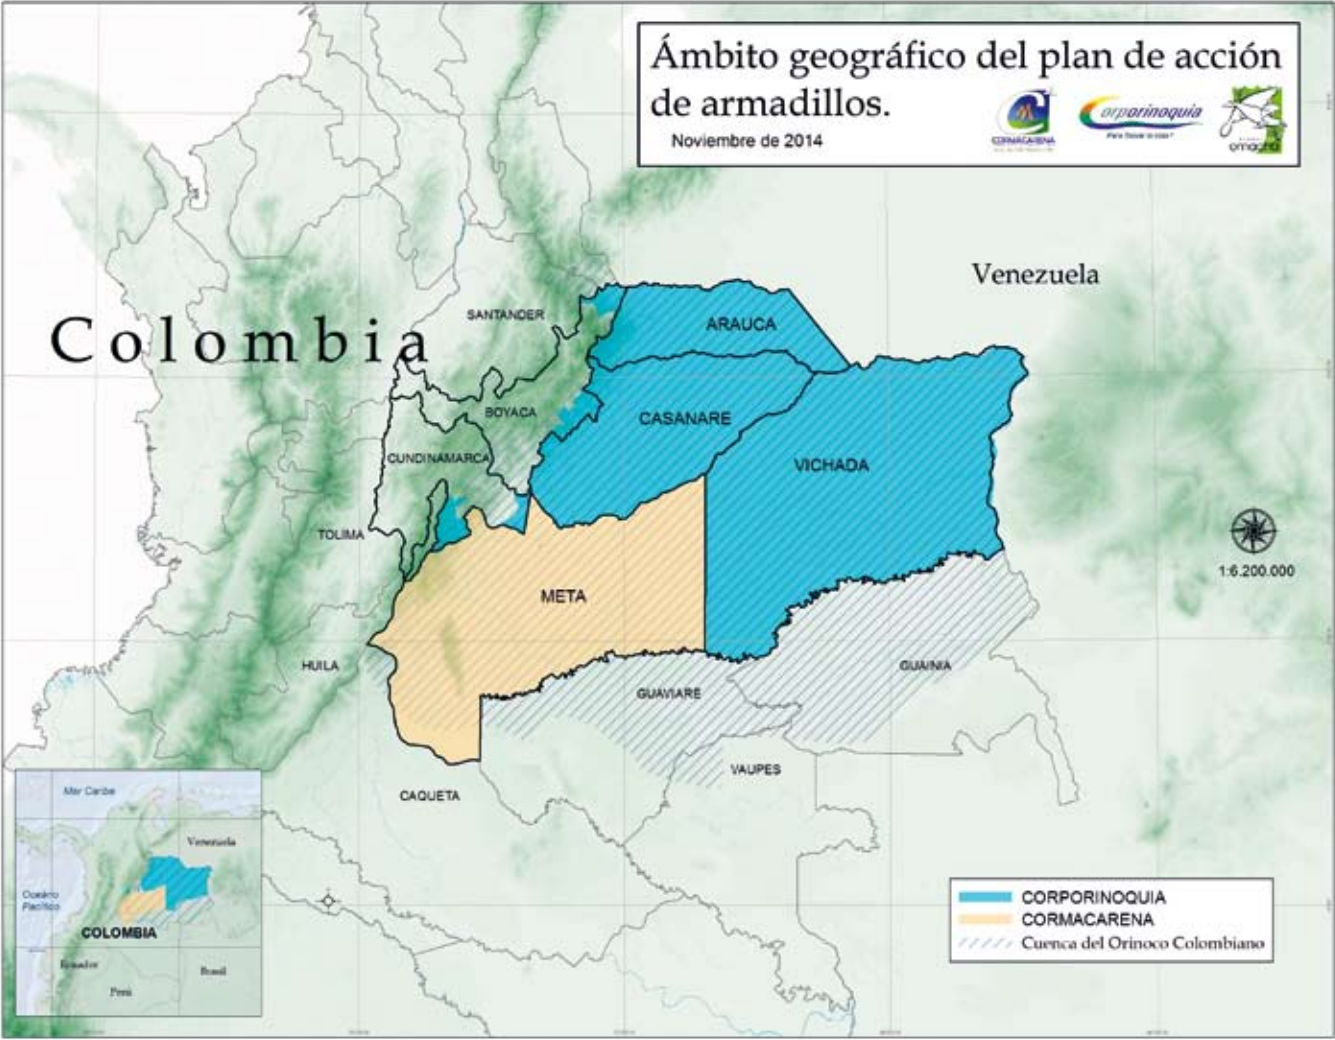 Ámbito geográfico del plan de acción
de armadillos.
Noviembre de 2014
CORMACARENA
Corporinoquia
omacha
Venezuela
Colombia
SANTANDER
ARAUCA
BOYACA
CASANARE
CUNDINAMARCA
VICHADA
TOLIMA
1:6.200.000
META
HUILA
GUAINIA
GUAVIARE
VAUPES
CAQUETA
Mar Caribe
Venezuela
Oceáno
Pacífico
COLOMBIA
Ecuador
Brasil
Perú
CORPORINOQUIA
CORMACARENA
Cuenca del Orinoco Colombiano